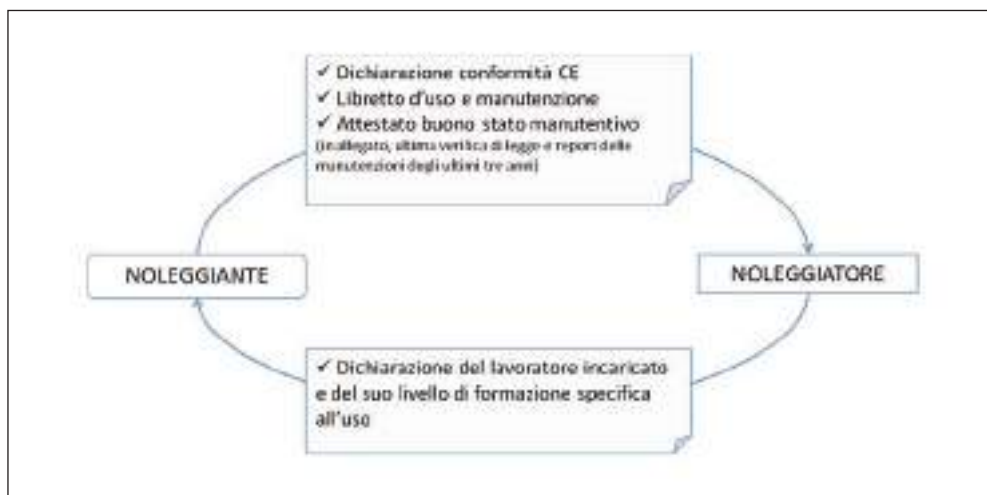 ✓ Dichiarazione conformità CE
✓ Libretto d'uso e manutenzione
✓ Attestato buono stato manutentivo
(in allegato, ultima verifica di legge e report delle
manutenzioni degli ultimi tre anni)
NOLEGGIANTE
NOLEGGIATORE
✓ Dichiarazione del lavoratore incaricato
e del suo livello di formazione specifica
all'uso